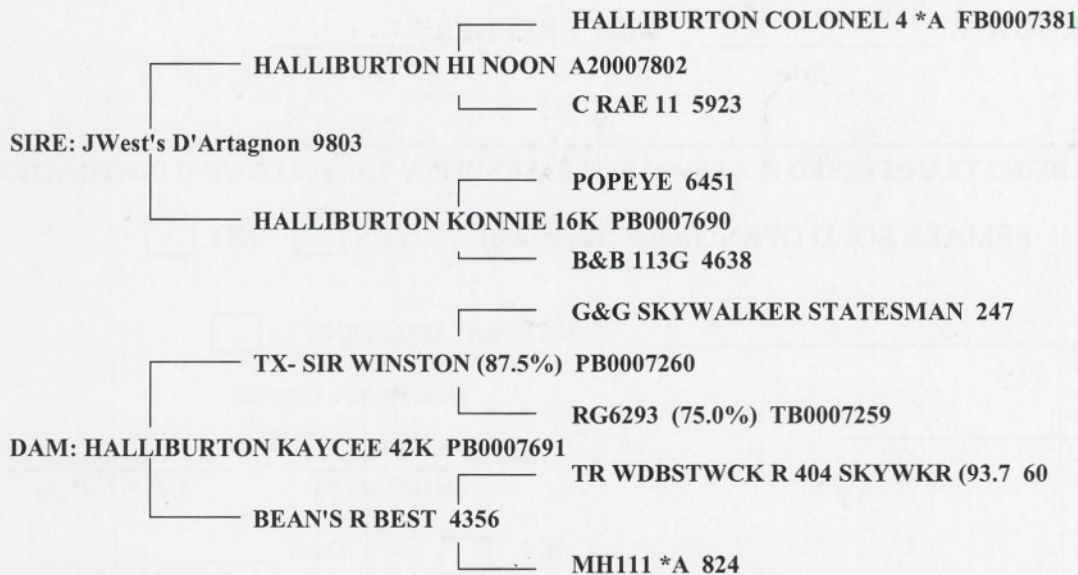 HALLIBURTON COLONEL 4 *A FB0007381
HALLIBURTON HI NOON A20007802
C RAE 11 5923
SIRE: JWest's D'Artagnon 9803
POPEYE 6451
HALLIBURTON KONNIE 16K PB0007690
B&B 113G 4638
G&G SKYWALKER STATESMAN 247
TX- SIR WINSTON (87.5%) PB0007260
RG6293 (75.0%) TB0007259
DAM: HALLIBURTON KAYCEE 42K PB0007691
TR WDBSTWCK R 404 SKYWKR (93.7 60
BEAN'S R BEST 4356
MH111 *A 824